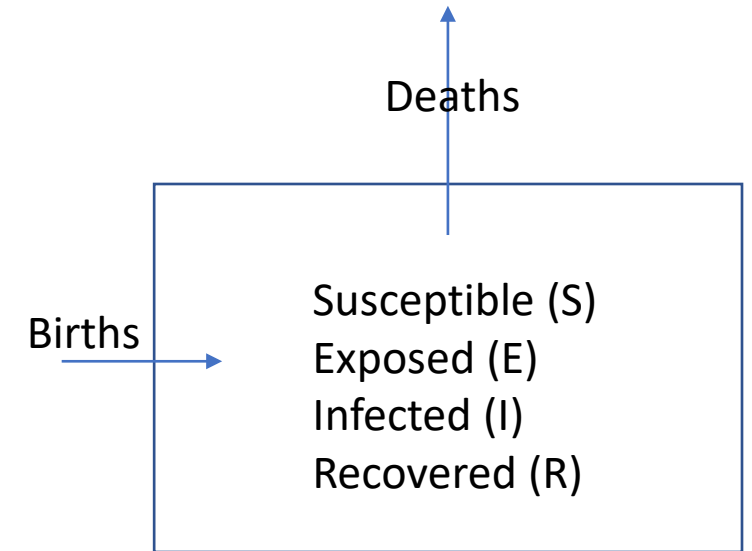 Deaths
Births
Susceptible (S)
Exposed (E)
Infected (I)
Recovered (R)